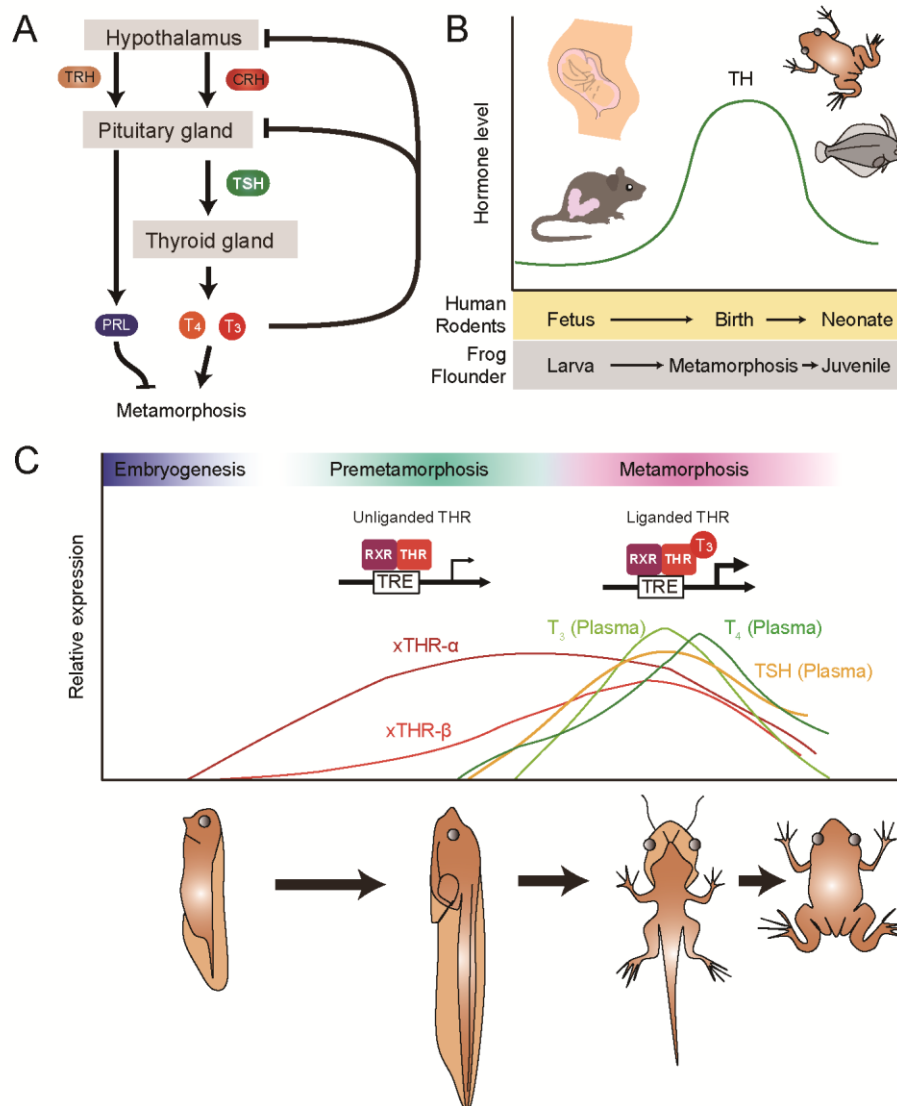 A
Hypothalamus
TRH
CRH
Pituitary gland
TSH
Thyroid gland
PRL
T4
T3
Metamorphosis
B
Hormone level
TH
Human
Rodents
Fetus
Birth
Neonate
Frog
Flounder
Larva
Metamorphosis
Juvenile
C
Embryogenesis
Premetamorphosis
Metamorphosis
Relative expression
Unliganded THR
RXR THR
TRE
Liganded THR
RXR THR T3
TRE
T3 (Plasma)
T4 (Plasma)
xTHR-α
TSH (Plasma)
xTHR-β